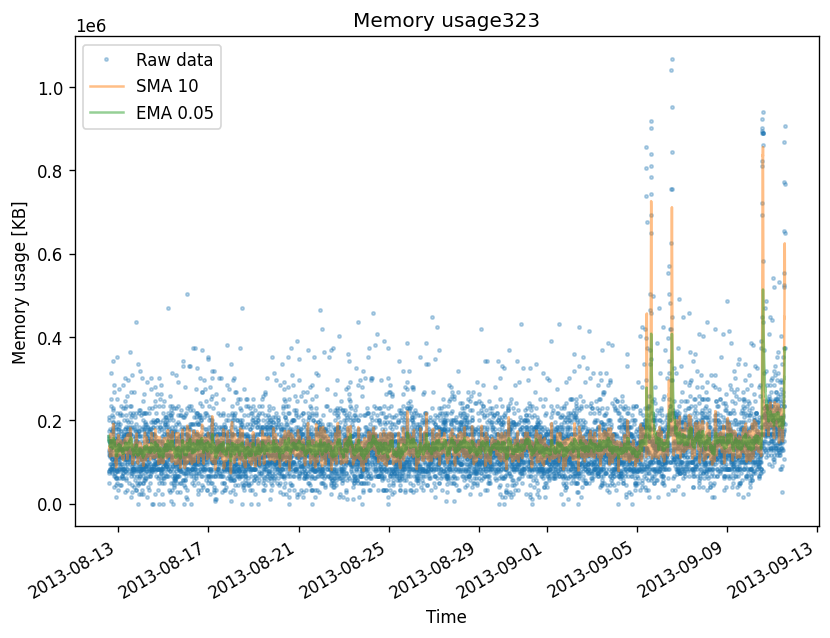 Memory usage323
1e6
Raw data
SMA 10
EMA 0.05
1.0
0.8
0.6
0.4
0.2
0.0
Memory usage [KB]
2013-08-13
2013-08-17
2013-08-21
2013-08-25
2013-08-29
2013-09-01
2013-09-05
2013-09-09
2013-09-13
Time